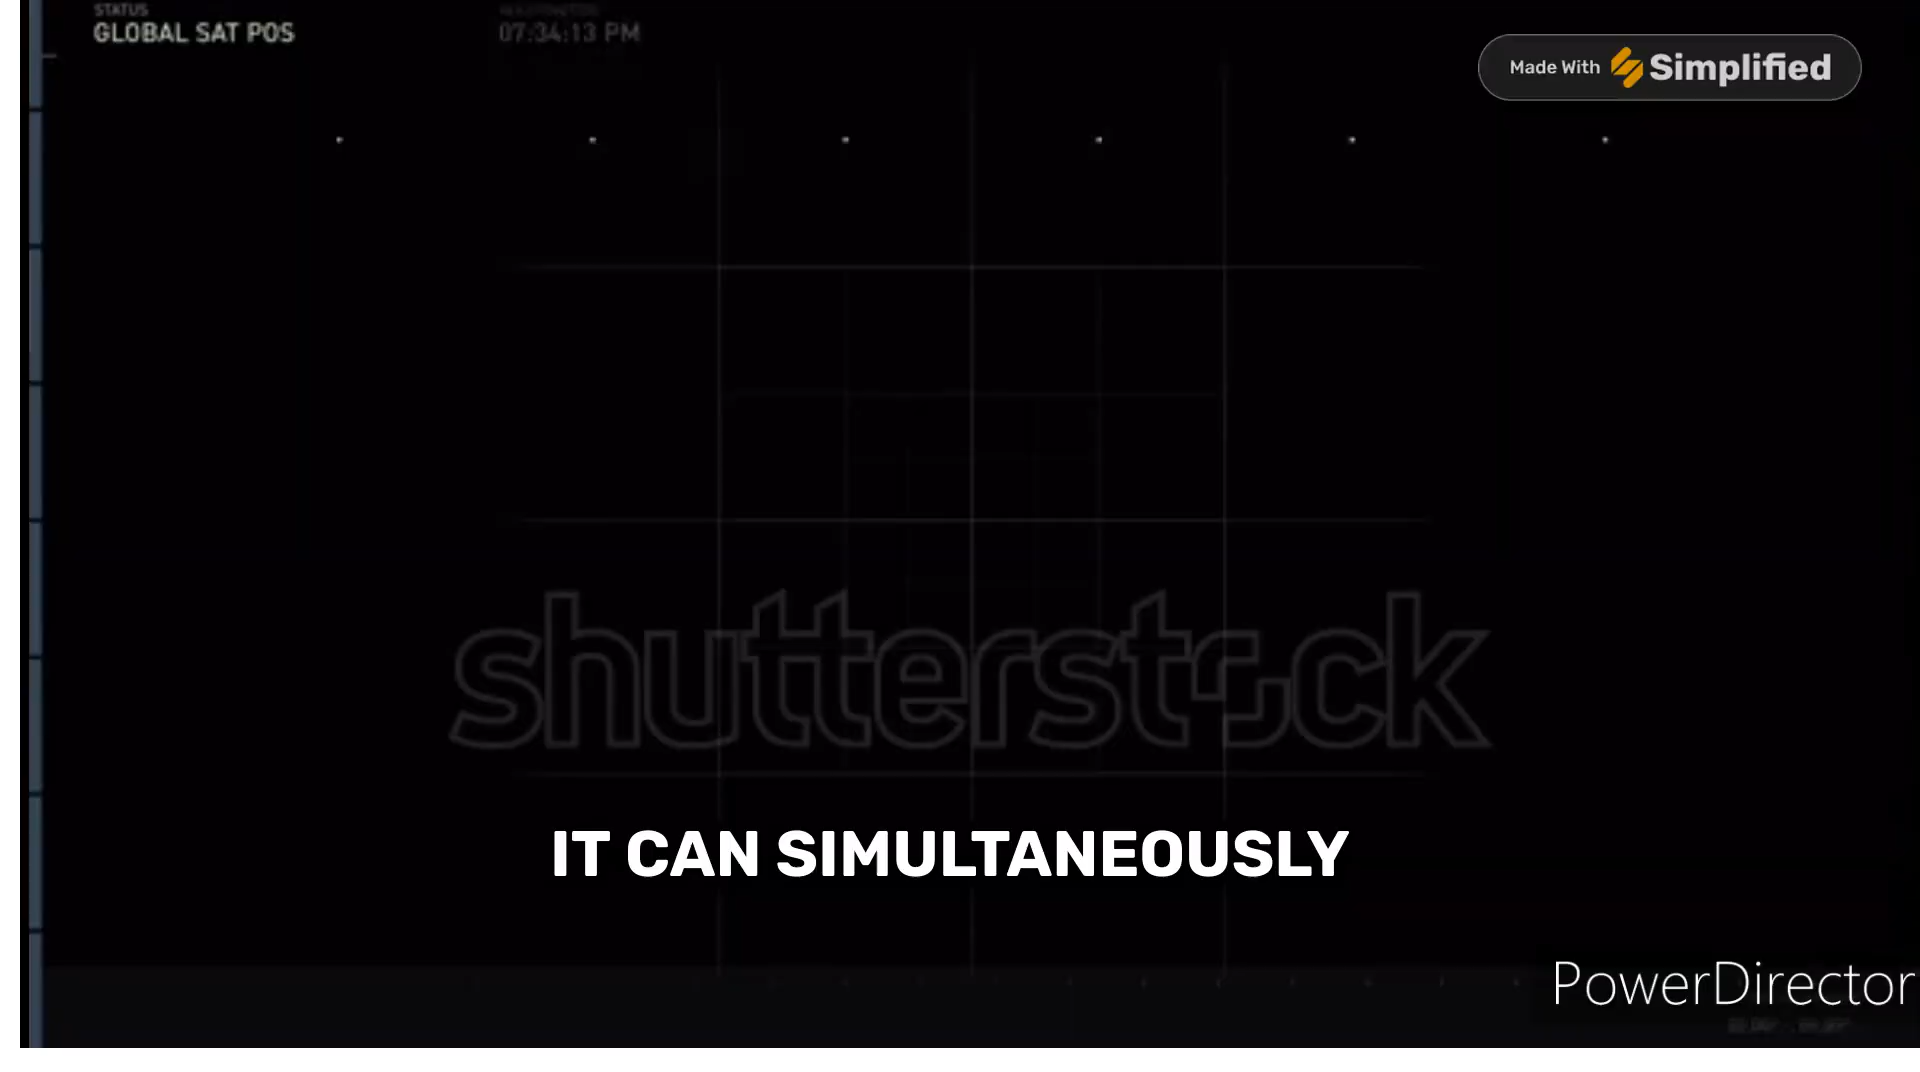 STATUS
GLOBAL SAT POS
07:34:13 PM
Made With Simplified
shutterstock
IT CAN SIMULTANEOUSLY
PowerDirector